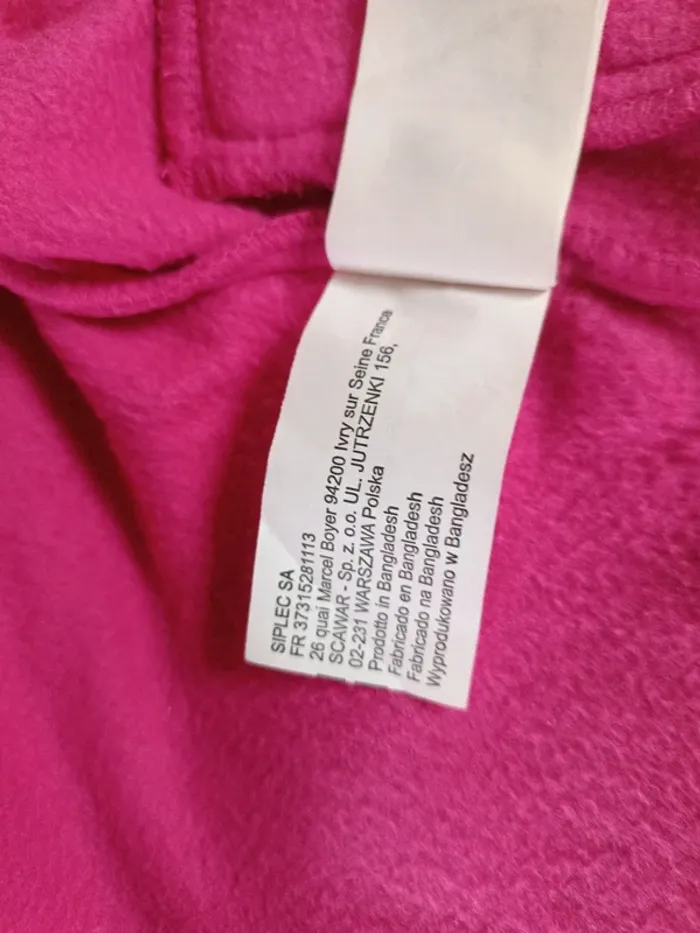 SIPLEC SA
FR 37315281113
26 quai Marcel Boyer 94200 Ivry sur Seine France
SCAWAR - Sp. z. o.o. UL. JUTRZENKI 156,
02-231 WARSZAWA Polska
Prodotto in Bangladesh
Fabricado en Bangladesh
Fabricado na Bangladesh
Wyprodukowano w Bangladesz